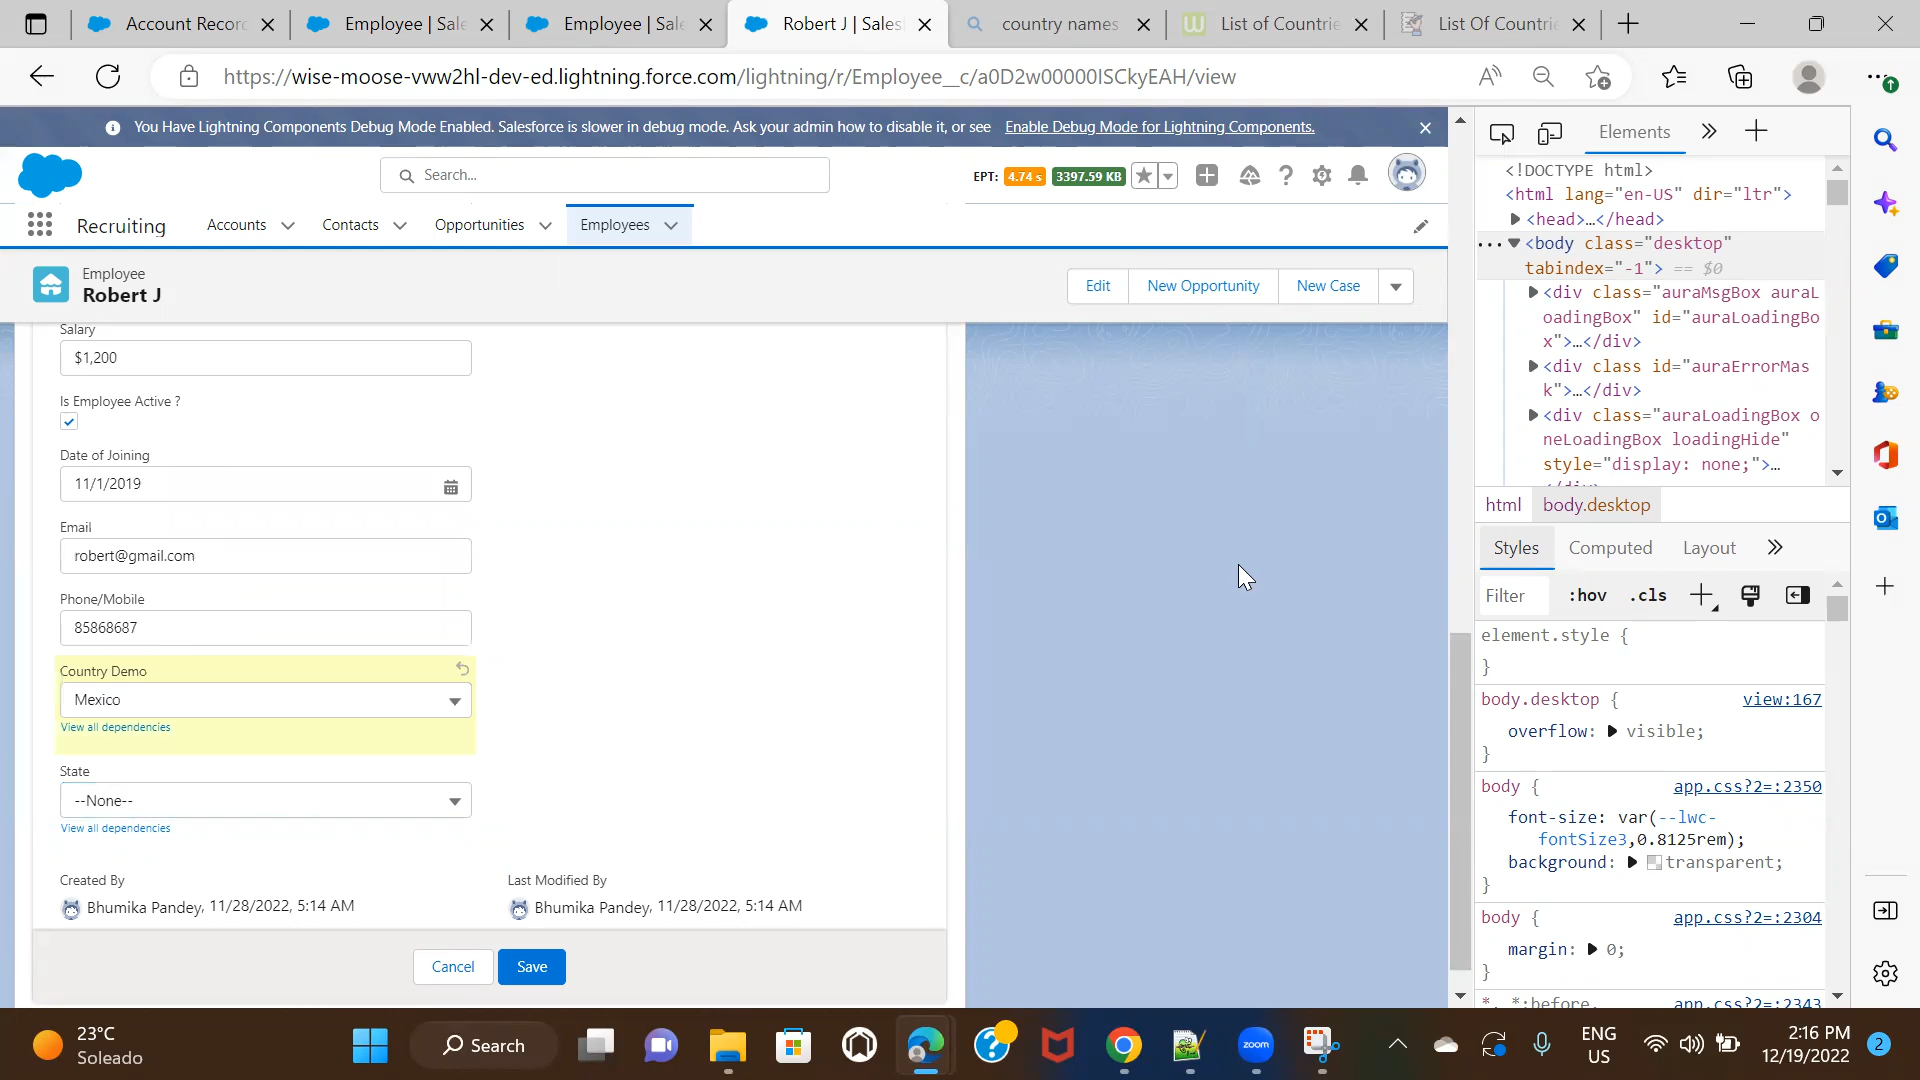 Account Recor
Employee | Sale
Employee | Sale
Robert J | Sales
country names
List of Countrie
List Of Countrie
https://wise-moose-vww2hl-dev-ed.lightning.force.com/lightning/r/Employee__c/a0D2w00000ISCkyEAH/view
You Have Lightning Components Debug Mode Enabled. Salesforce is slower in debug mode. Ask your admin how to disable it, or see Enable Debug Mode for Lightning Components.
Search...
EPT: 4.74 s 3397.59 KB
Recruiting
Accounts
Contacts
Opportunities
Employees
Employee
Robert J
Edit
New Opportunity
New Case
Salary
$1,200
Is Employee Active ?
Date of Joining
11/1/2019
Email
robert@gmail.com
Phone/Mobile
85868687
Country Demo
Mexico
View all dependencies
State
--None--
View all dependencies
Created By
Bhumika Pandey, 11/28/2022, 5:14 AM
Last Modified By
Bhumika Pandey, 11/28/2022, 5:14 AM
Cancel
Save
Elements
<!DOCTYPE html>
<html lang="en-US" dir="ltr">
<head>…</head>
<body class="desktop"
tabindex="-1"> == $0
<div class="auraMsgBox auraL
oadingBox" id="auraLoadingBo
x">…</div>
<div class id="auraErrorMas
k">…</div>
<div class="auraLoadingBox o
neLoadingBox loadingHide"
style="display: none;">…
</div>
html
body.desktop
Styles
Computed
Layout
Filter
:hov
.cls
element.style {
}
body.desktop { view:167
overflow: visible;
}
body { app.css?2=:2350
font-size: var(--lwc-
fontSize3,0.8125rem);
background: transparent;
}
body { app.css?2=:2304
margin: 0;
}
*, *:before, app.css?2=:2343
23°C
Soleado
Search
zoom
ENG
US
2:16 PM
12/19/2022
2